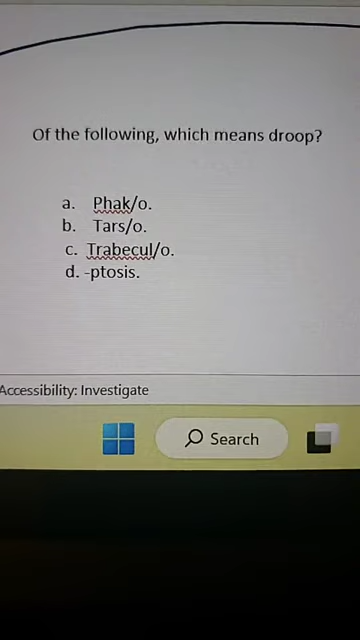 Of the following, which means droop?
a. Phak/o.
b. Tars/o.
c. Trabecul/o.
d. -ptosis.
Accessibility: Investigate
Search